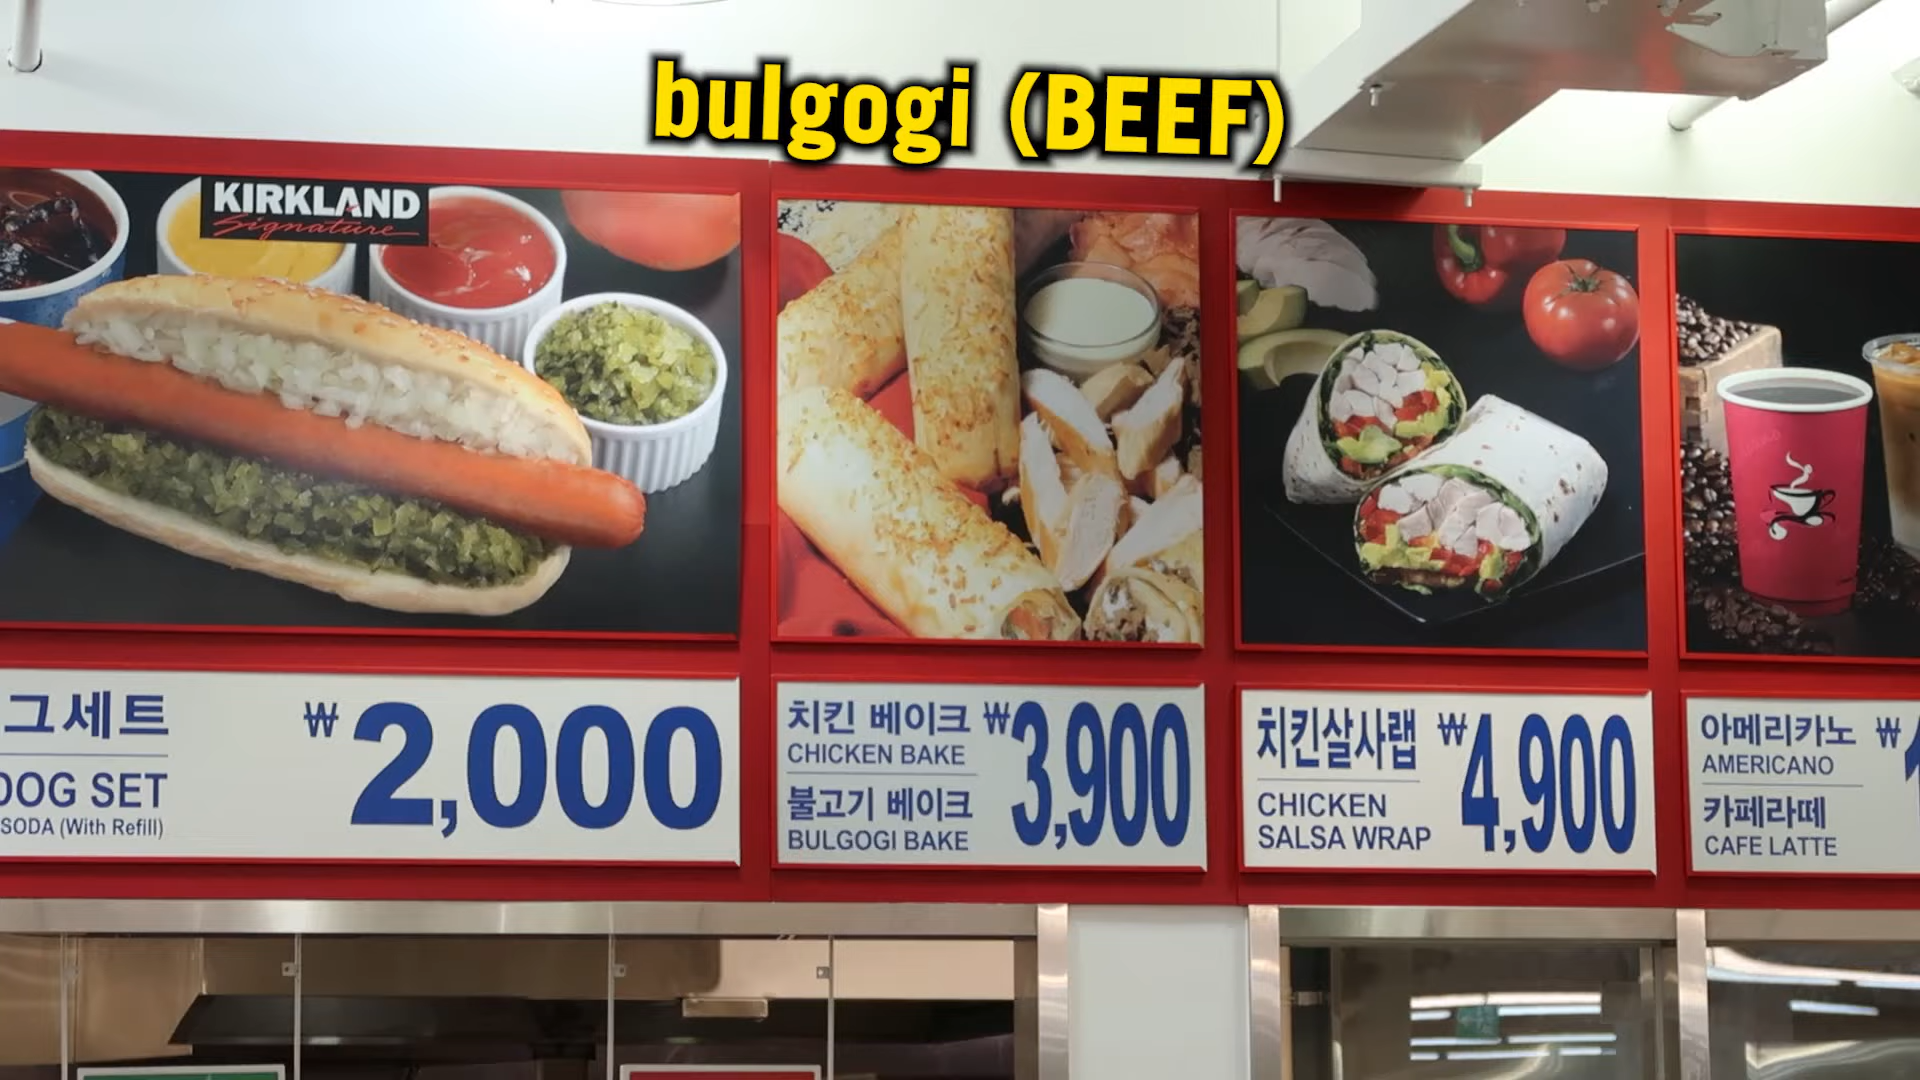 bulgogi (BEEF)
KIRKLAND
Signature
그세트
DOG SET
SODA (With Refill)
₩2,000
치킨 베이크
CHICKEN BAKE
불고기 베이크
BULGOGI BAKE
₩3,900
치킨살사랩
CHICKEN
SALSA WRAP
₩4,900
아메리카노
AMERICANO
카페라떼
CAFE LATTE
₩